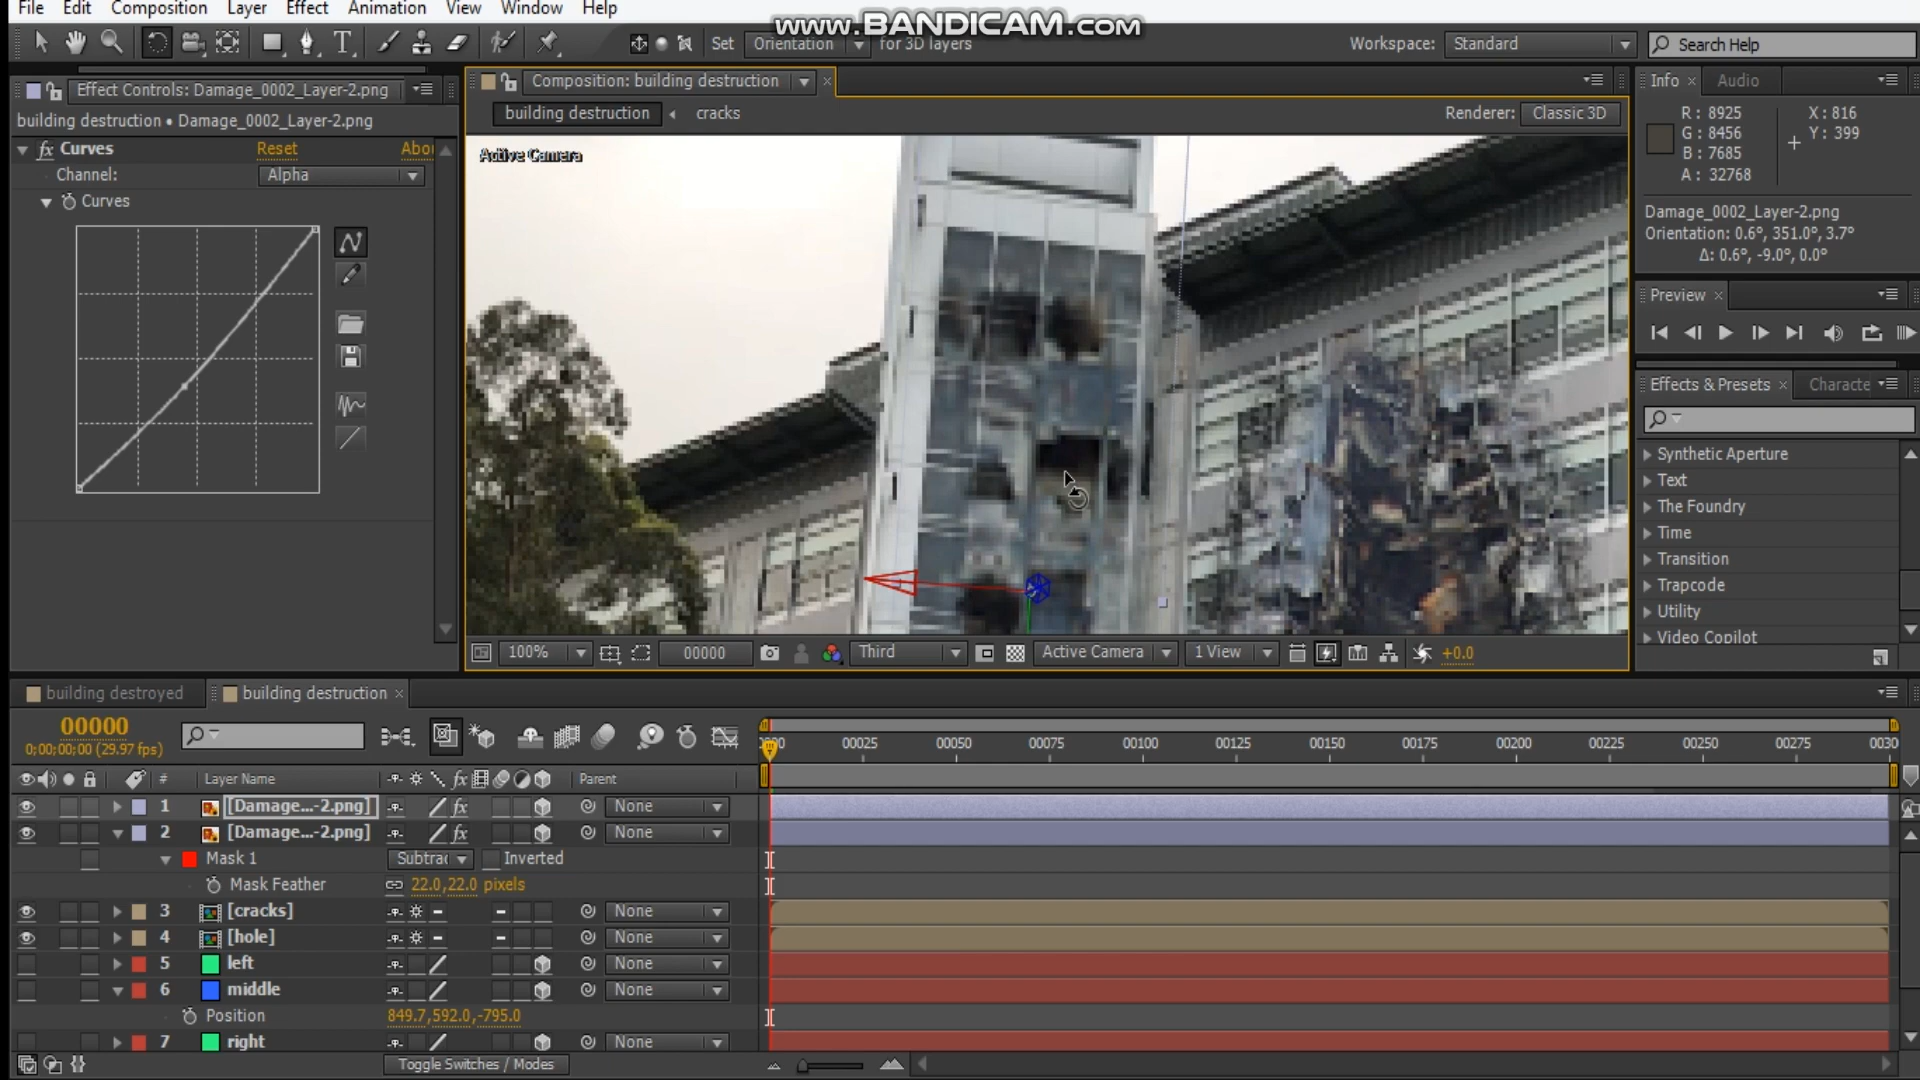 File Edit Composition Layer Effect Animation View Window Help
www.BANDICAM.com
Set Orientation for 3D layers
Workspace: Standard
Search Help
Effect Controls: Damage_0002_Layer-2.png
building destruction • Damage_0002_Layer-2.png
fx Curves Reset Abou
Channel: Alpha
Curves
Composition: building destruction
building destruction cracks
Renderer: Classic 3D
Active Camera
100% 00000 Third Active Camera 1 View +0.0
Info Audio
R: 8925
G: 8456
B: 7685
A: 32768
X: 816
Y: 399
Damage_0002_Layer-2.png
Orientation: 0.6°, 351.0°, 3.7°
Δ: 0.6°, -9.0°, 0.0°
Preview
Effects & Presets Characte
Synthetic Aperture
Text
The Foundry
Time
Transition
Trapcode
Utility
Video Copilot
building destroyed building destruction
00000
0;00;00;00 (29.97 fps)
00025 00050 00075 00100 00125 00150 00175 00200 00225 00250 00275 0030
# Layer Name fx Parent
1 [Damage...-2.png] fx None
2 [Damage...-2.png] fx None
Mask 1 Subtrac Inverted
Mask Feather 22.0,22.0 pixels
3 [cracks] None
4 [hole] None
5 left None
6 middle None
Position 849.7,592.0,-795.0
7 right None
Toggle Switches / Modes